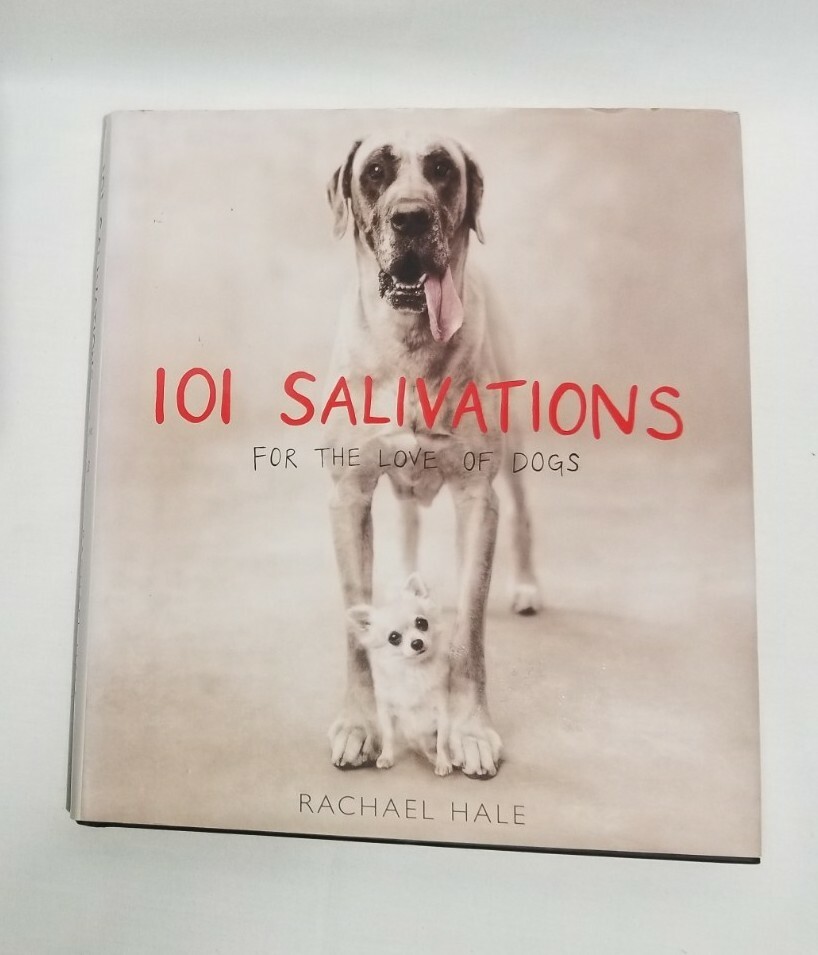 101 SALIVATIONS
FOR THE LOVE OF DOGS
RACHAEL HALE